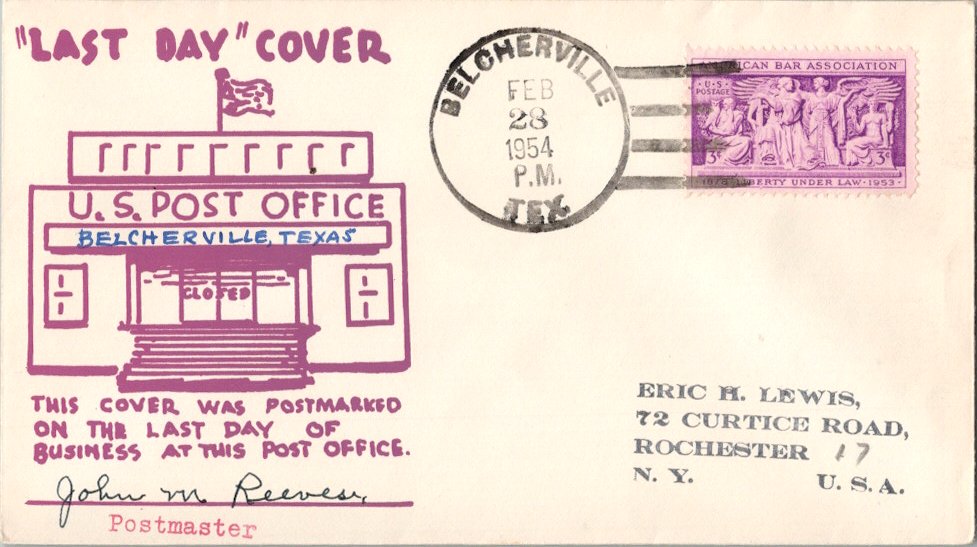 "LAST DAY" COVER
U.S. POST OFFICE
BELCHERVILLE, TEXAS
CLOSED
THIS COVER WAS POSTMARKED
ON THE LAST DAY OF
BUSINESS AT THIS POST OFFICE.
John M Reeves
Postmaster
BELCHERVILLE
FEB
28
1954
P.M.
TEX.
AMERICAN BAR ASSOCIATION
U·S·
POSTAGE
3¢ 3¢
1878·LIBERTY UNDER LAW·1953·
ERIC H. LEWIS,
72 CURTICE ROAD,
ROCHESTER 17
N. Y. U. S. A.